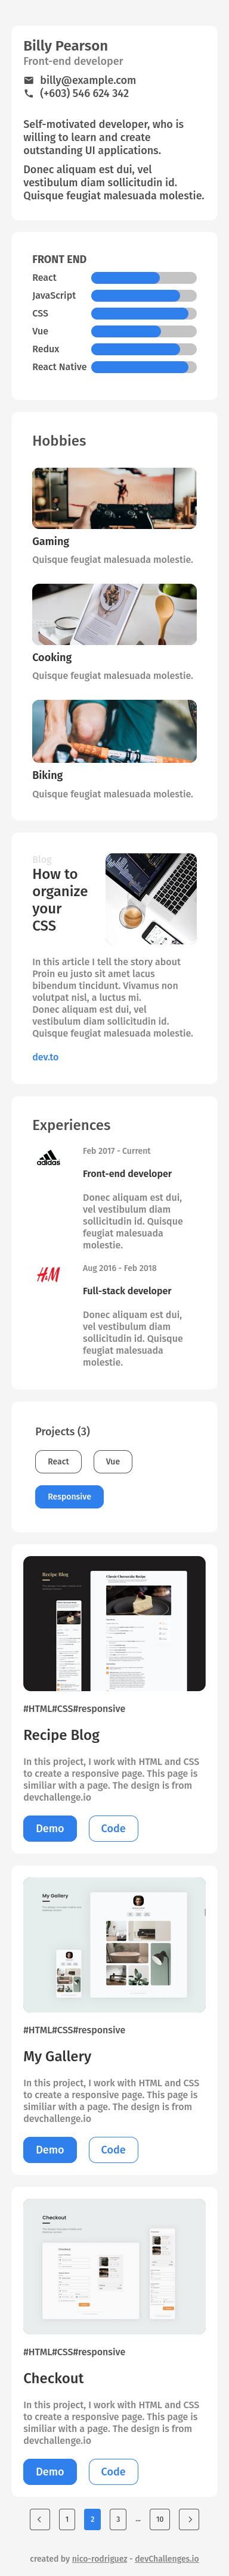 Billy Pearson
Front-end developer
billy@example.com
(+603) 546 624 342
Self-motivated developer, who is
willing to learn and create
outstanding UI applications.
Donec aliquam est dui, vel
vestibulum diam sollicitudin id.
Quisque feugiat malesuada molestie.
FRONT END
React
JavaScript
CSS
Vue
Redux
React Native
Hobbies
Gaming
Quisque feugiat malesuada molestie.
Cooking
Quisque feugiat malesuada molestie.
Biking
Quisque feugiat malesuada molestie.
Blog
How to
organize
your
CSS
In this article I tell the story about
Proin eu justo sit amet lacus
bibendum tincidunt. Vivamus non
volutpat nisl, a luctus mi.
Donec aliquam est dui, vel
vestibulum diam sollicitudin id.
Quisque feugiat malesuada molestie.
dev.to
Experiences
adidas
Feb 2017 - Current
Front-end developer
Donec aliquam est dui,
vel vestibulum diam
sollicitudin id. Quisque
feugiat malesuada
molestie.
H&M
Aug 2016 - Feb 2018
Full-stack developer
Donec aliquam est dui,
vel vestibulum diam
sollicitudin id. Quisque
feugiat malesuada
molestie.
Projects (3)
React
Vue
Responsive
Recipe Blog
#HTML#CSS#responsive
Recipe Blog
In this project, I work with HTML and CSS
to create a responsive page. This page is
similiar with a page. The design is from
devchallenge.io
Demo
Code
My Gallery
#HTML#CSS#responsive
My Gallery
In this project, I work with HTML and CSS
to create a responsive page. This page is
similiar with a page. The design is from
devchallenge.io
Demo
Code
Checkout
#HTML#CSS#responsive
Checkout
In this project, I work with HTML and CSS
to create a responsive page. This page is
similiar with a page. The design is from
devchallenge.io
Demo
Code
1
2
3
...
10
created by nico-rodriguez - devChallenges.io